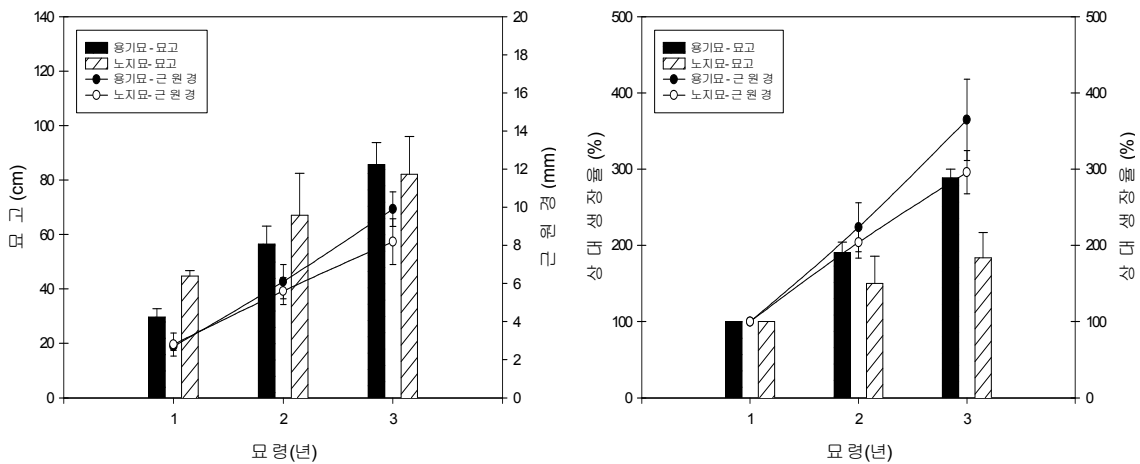 140
120
100
80
60
40
20
0
묘 고 (cm)
용기묘 - 묘고
노지묘- 묘고
용기묘 - 근 원 경
노지묘- 근 원 경
20
18
16
14
12
10
8
6
4
2
0
근 원 경 (mm)
1 2 3
묘 령(년)
500
400
300
200
100
0
상 대 생 장 율 (%)
용기묘 - 묘고
노지묘- 묘고
용기묘 - 근 원 경
노지묘- 근 원 경
500
400
300
200
100
0
상 대 생 장 율 (%)
1 2 3
묘 령(년)